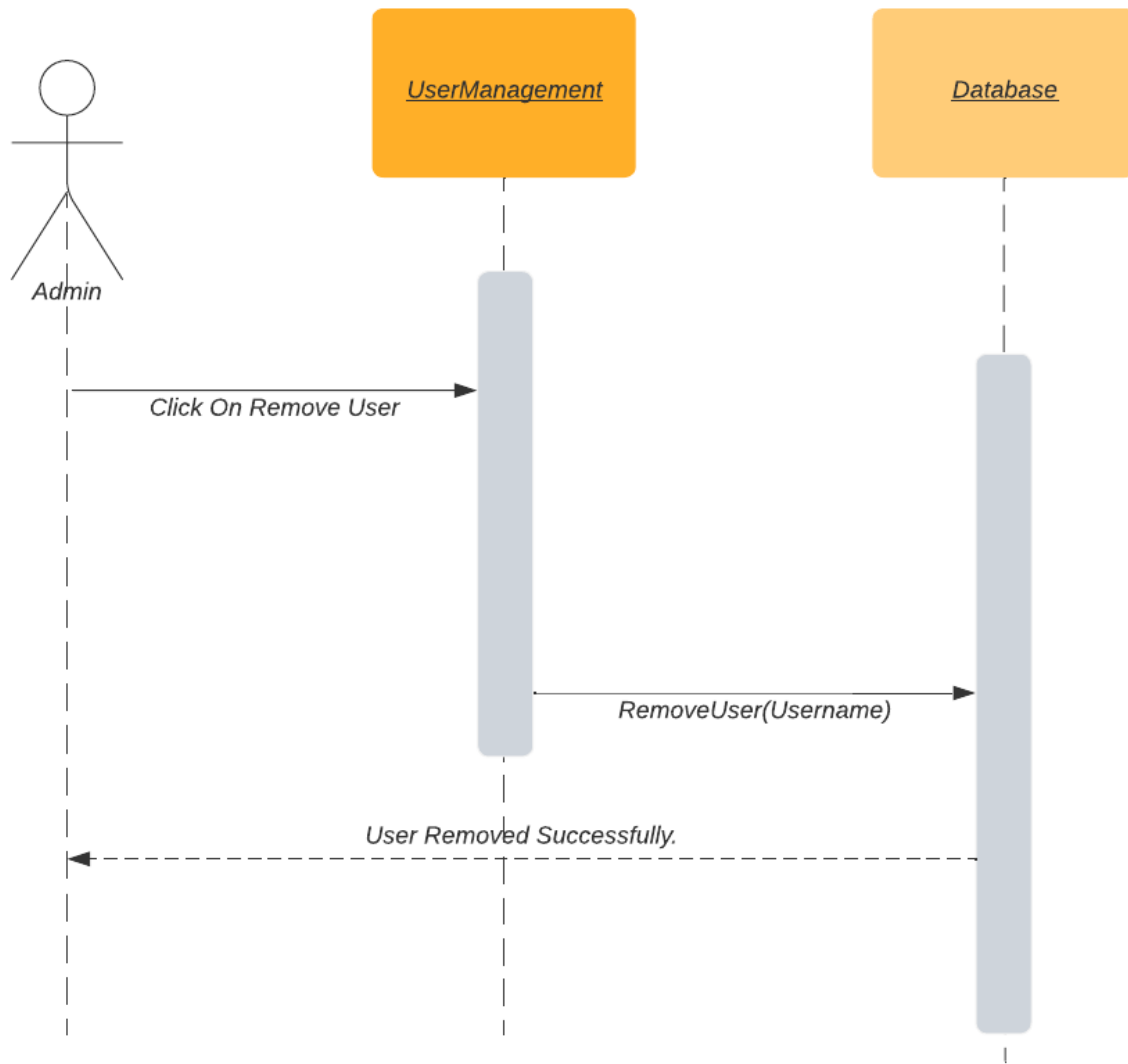 UserManagement
Database
Admin
Click On Remove User
RemoveUser(Username)
User Removed Successfully.